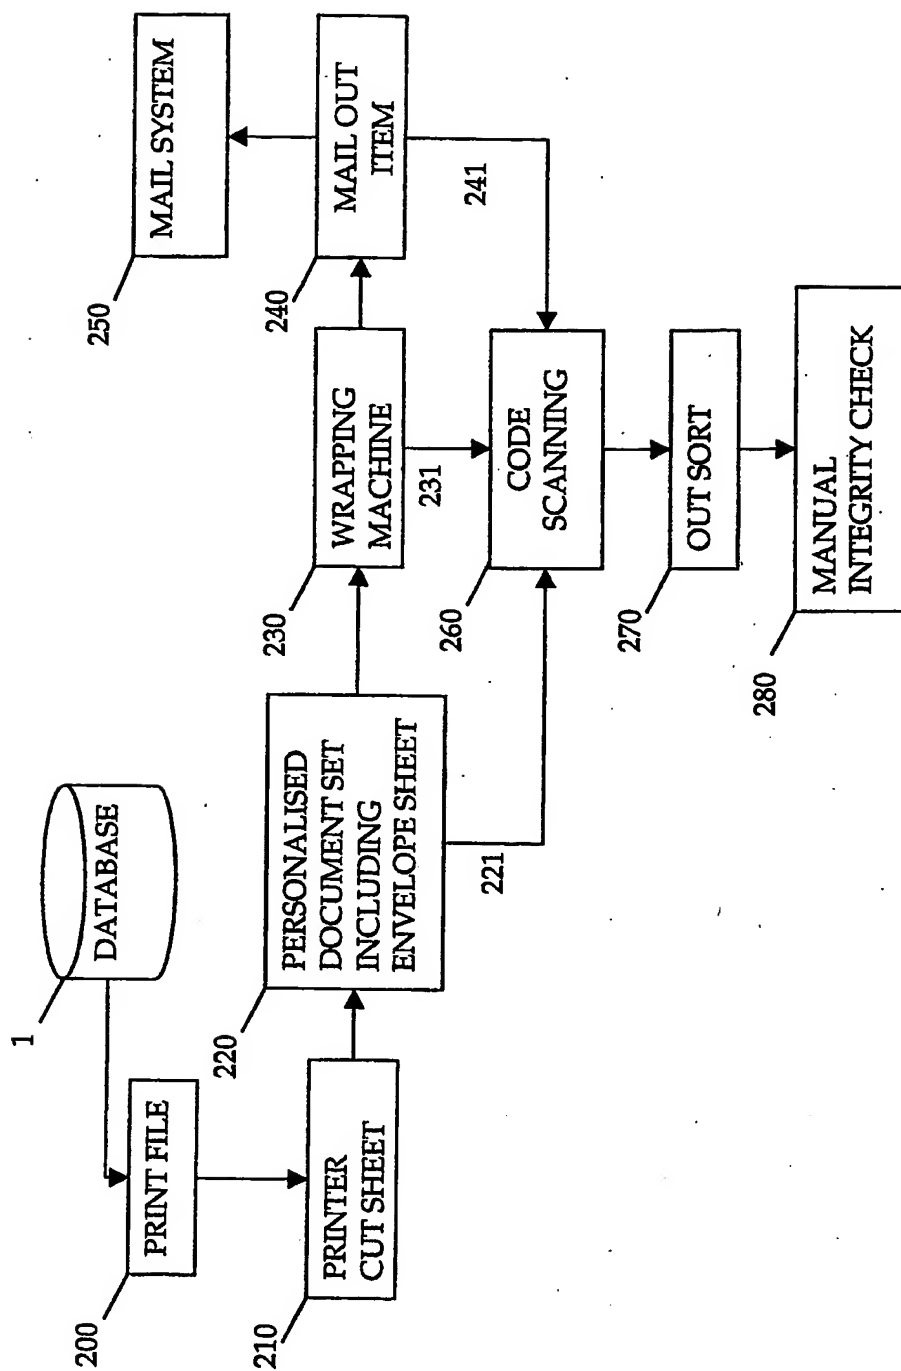 1
DATABASE
200
PRINT FILE
210
PRINTER
CUT SHEET
220
PERSONALISED
DOCUMENT SET
INCLUDING
ENVELOPE SHEET
221
230
WRAPPING
MACHINE
231
240
MAIL OUT
ITEM
241
250
MAIL SYSTEM
260
CODE
SCANNING
270
OUT SORT
280
MANUAL
INTEGRITY CHECK